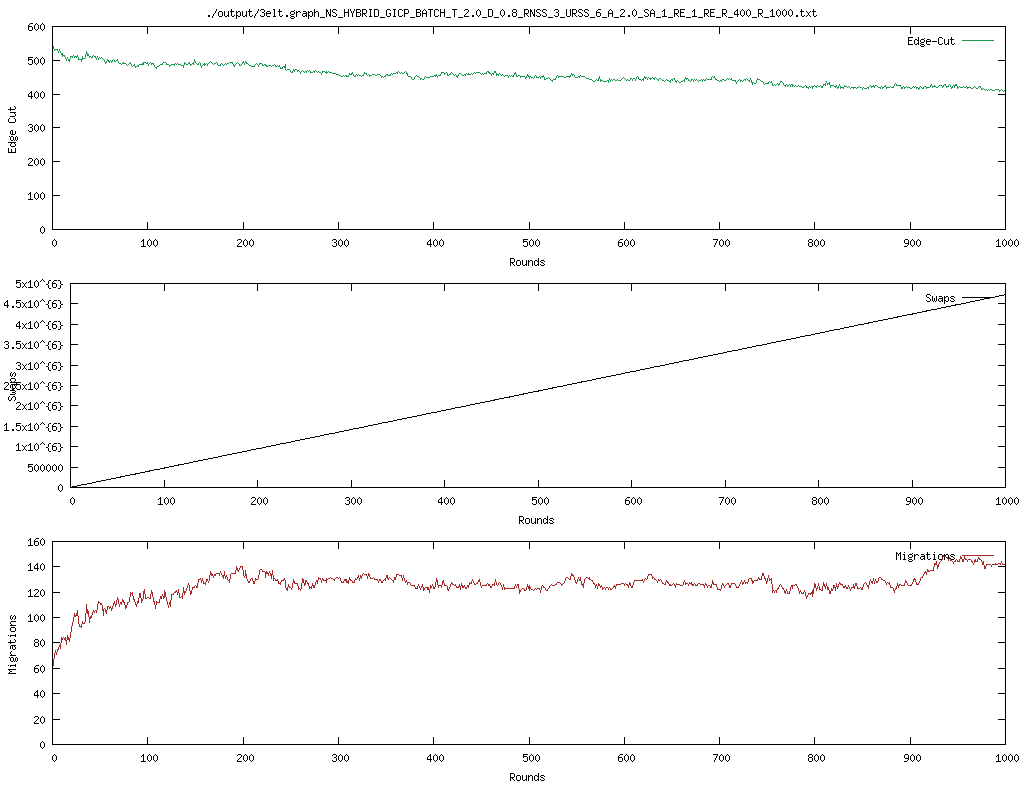 ./output/3elt.graph_NS_HYBRID_GICP_BATCH_T_2.0_D_0.8_RNSS_3_URSS_6_A_2.0_SA_1_RE_1_RE_R_400_R_1000.txt
600
500
400
300
200
100
0
Edge Cut
Edge-Cut
0 100 200 300 400 500 600 700 800 900 1000
Rounds
5x10^{6}
4.5x10^{6}
4x10^{6}
3.5x10^{6}
3x10^{6}
2.5x10^{6}
2x10^{6}
1.5x10^{6}
1x10^{6}
500000
0
Swaps
Swaps
0 100 200 300 400 500 600 700 800 900 1000
Rounds
160
140
120
100
80
60
40
20
0
Migrations
Migrations
0 100 200 300 400 500 600 700 800 900 1000
Rounds